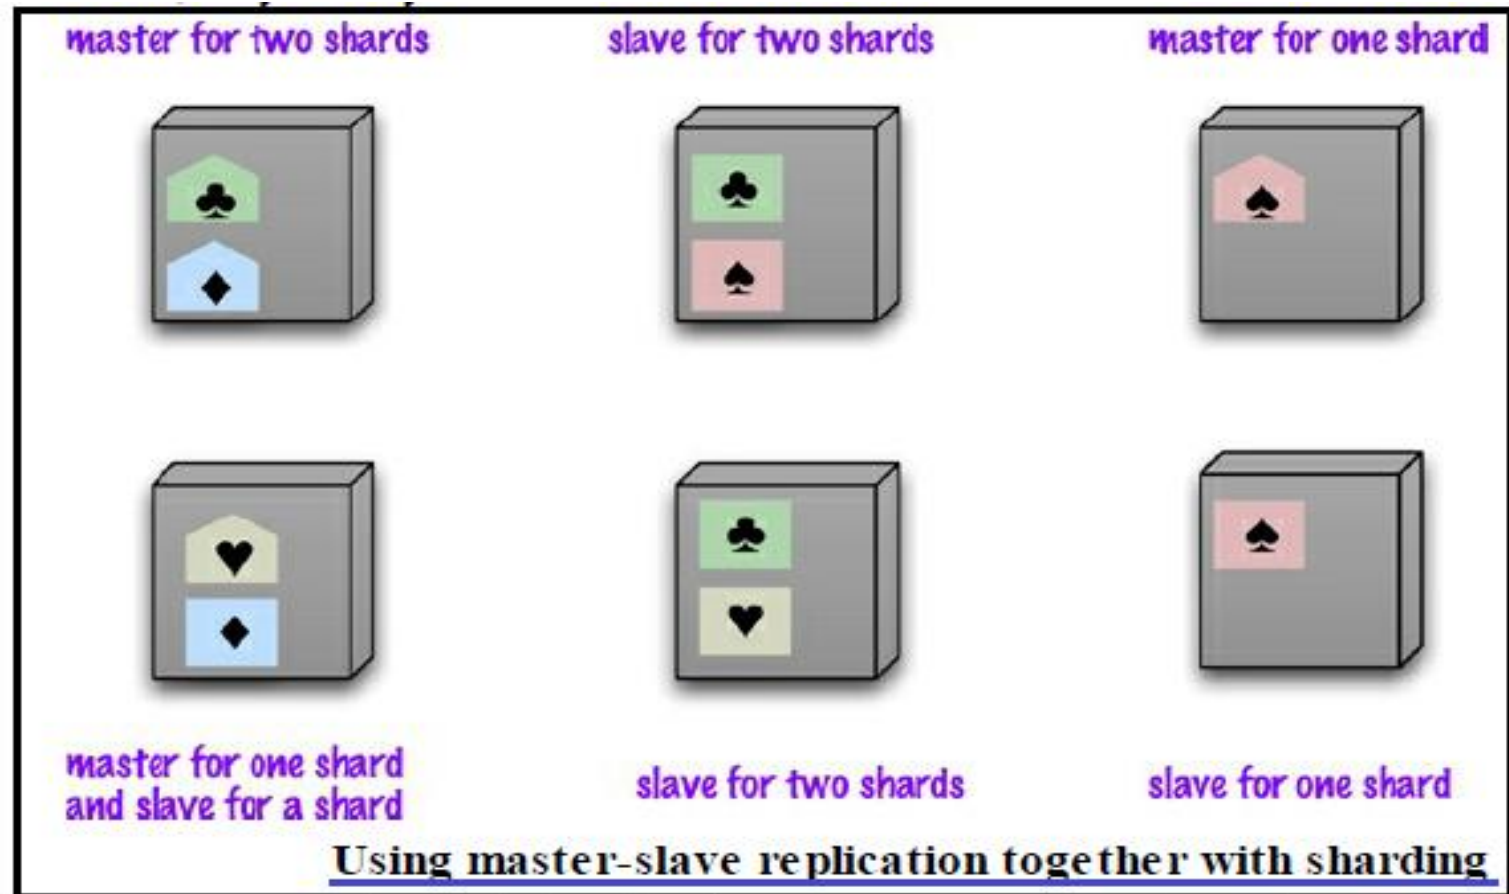 master for two shards
slave for two shards
master for one shard
master for one shard
and slave for a shard
slave for two shards
slave for one shard
Using master-slave replication together with sharding